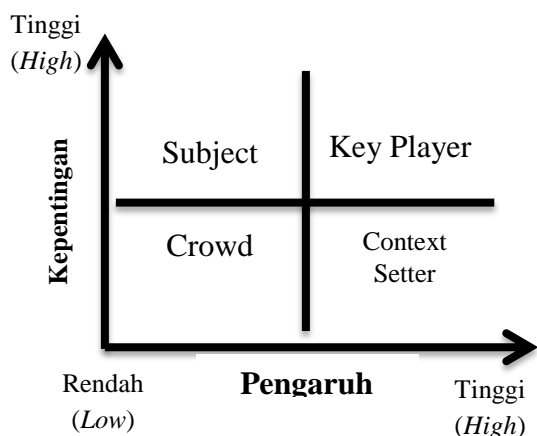 Tinggi
(High)
Kepentingan
Subject
Key Player
Crowd
Context
Setter
Rendah
(Low)
Pengaruh
Tinggi
(High)